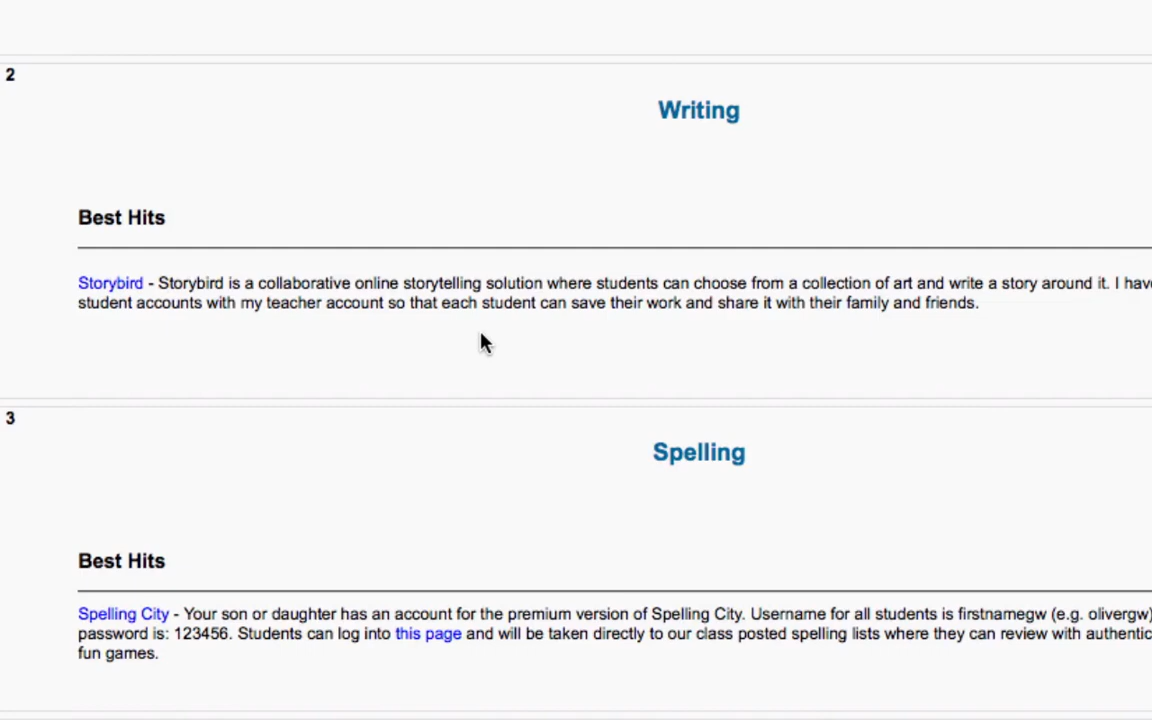 2
Writing
Best Hits
Storybird - Storybird is a collaborative online storytelling solution where students can choose from a collection of art and write a story around it. I have
student accounts with my teacher account so that each student can save their work and share it with their family and friends.
3
Spelling
Best Hits
Spelling City - Your son or daughter has an account for the premium version of Spelling City. Username for all students is firstnamegw (e.g. olivergw)
password is: 123456. Students can log into this page and will be taken directly to our class posted spelling lists where they can review with authentic
fun games.